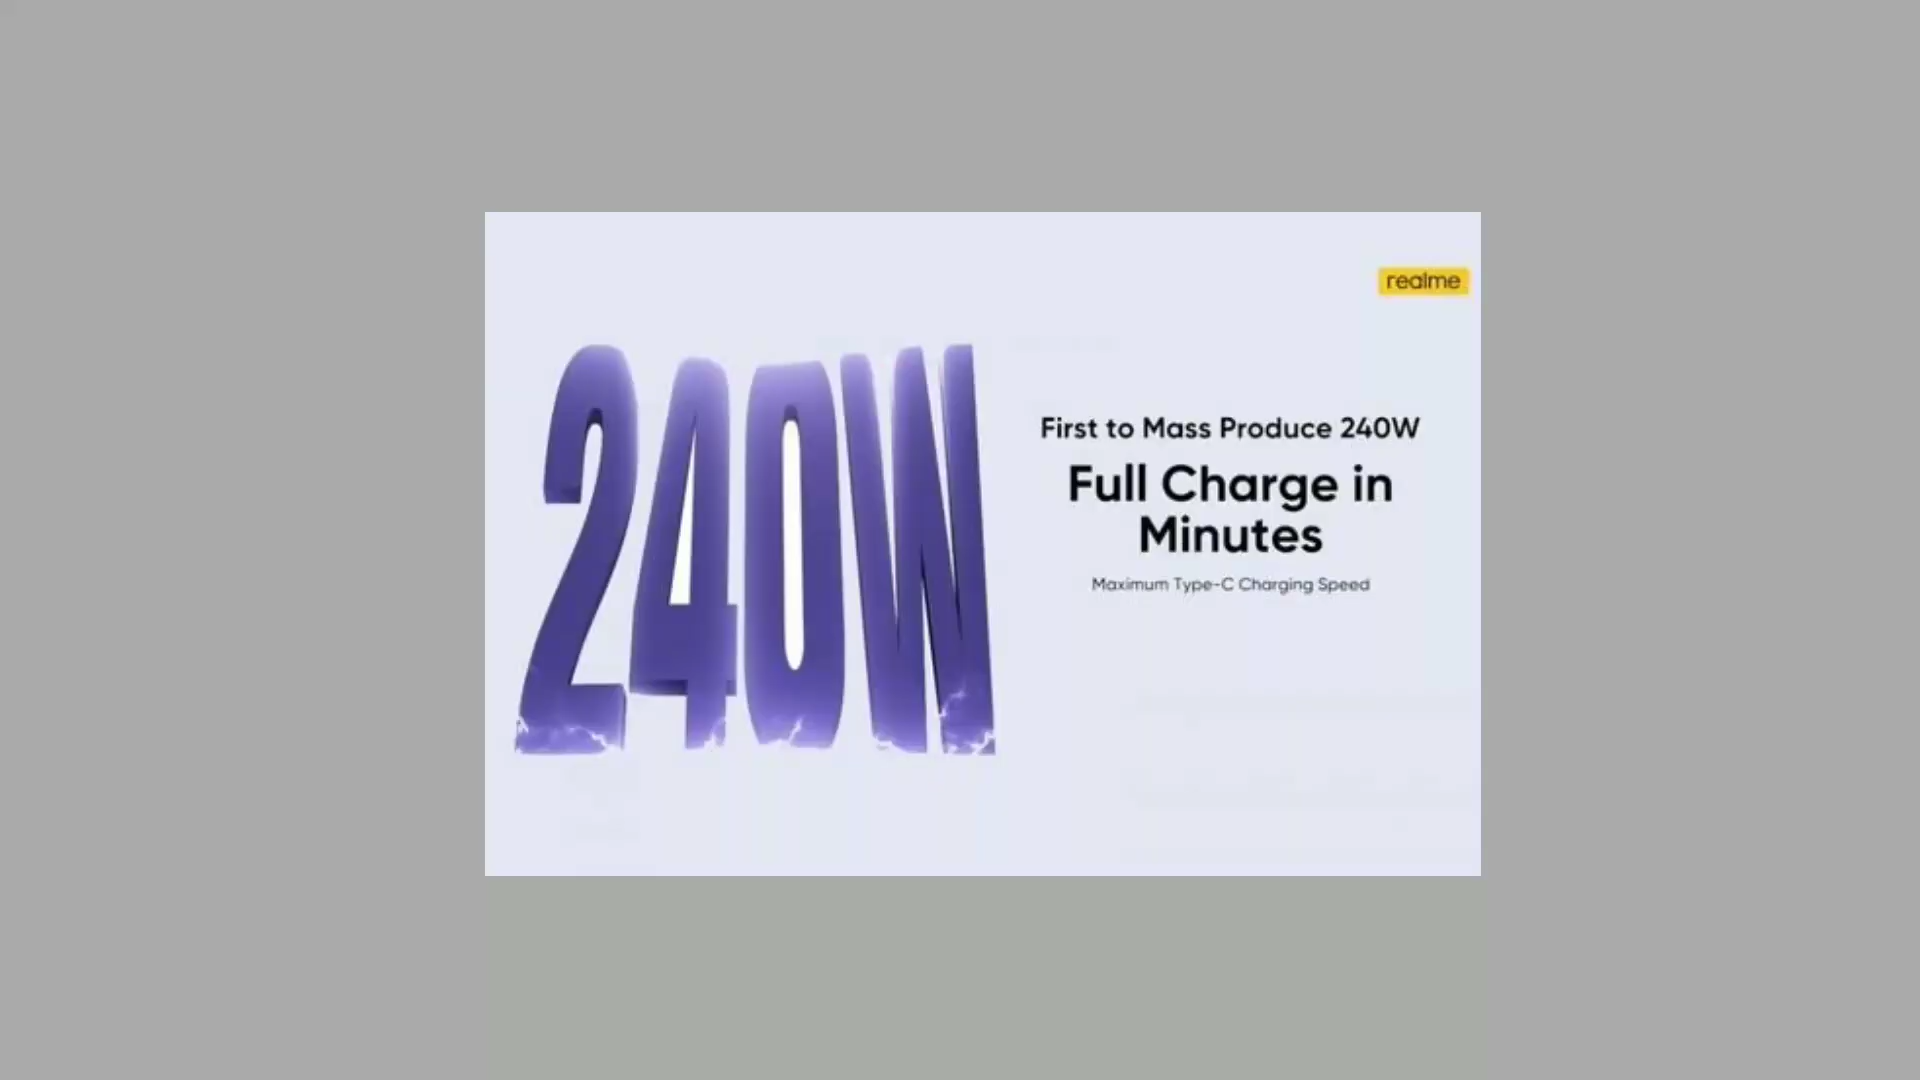 realme
240W
First to Mass Produce 240W
Full Charge in
Minutes
Maximum Type-C Charging Speed